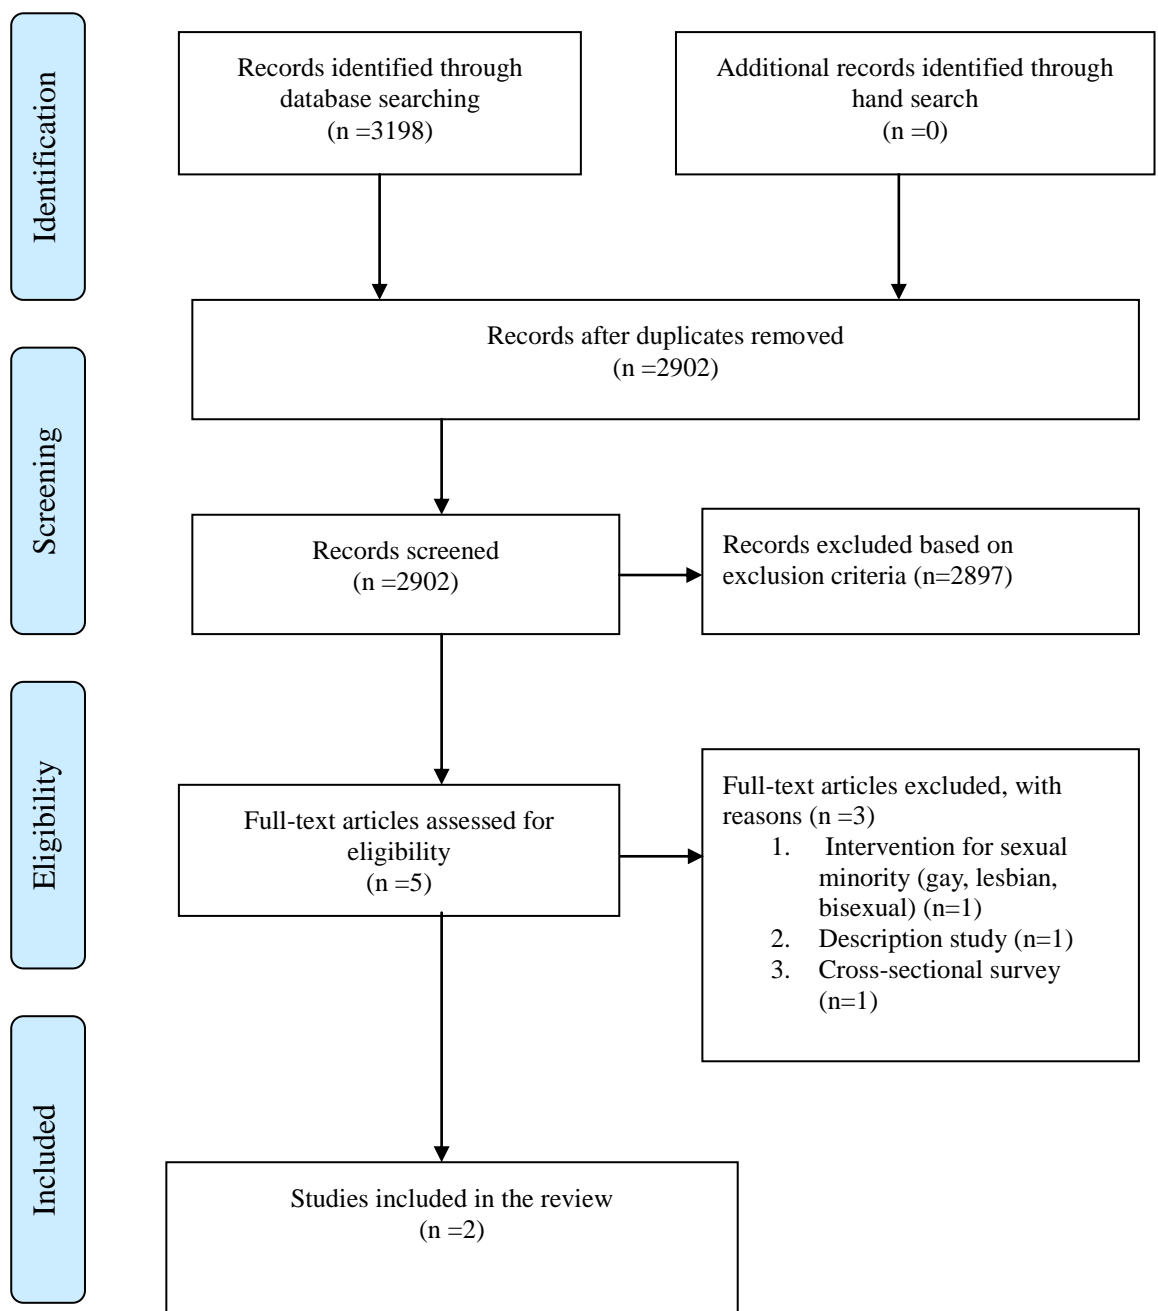 Identification
Records identified through
database searching
(n =3198)
Additional records identified through
hand search
(n =0)
Records after duplicates removed
(n =2902)
Screening
Records screened
(n =2902)
Records excluded based on
exclusion criteria (n=2897)
Eligibility
Full-text articles assessed for
eligibility
(n =5)
Full-text articles excluded, with
reasons (n =3)
1. Intervention for sexual
minority (gay, lesbian,
bisexual) (n=1)
2. Description study (n=1)
3. Cross-sectional survey
(n=1)
Included
Studies included in the review
(n =2)